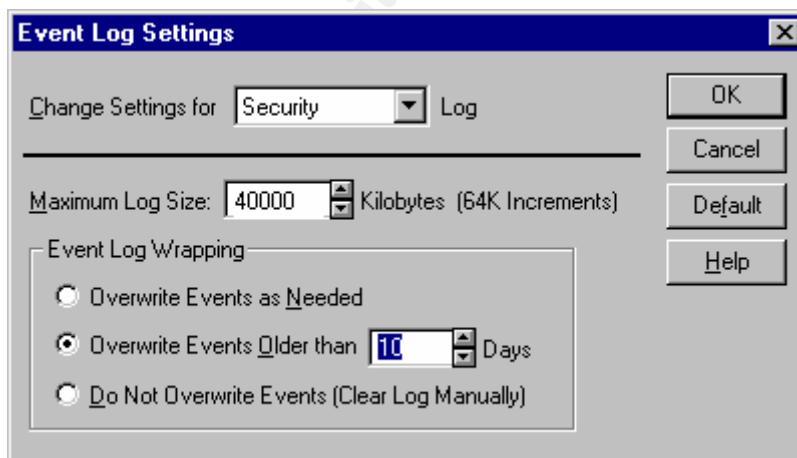 Event Log Settings
Change Settings for Security Log
OK
Cancel
Maximum Log Size: 40000 Kilobytes (64K Increments)
Default
Event Log Wrapping
Help
Overwrite Events as Needed
Overwrite Events Older than 10 Days
Do Not Overwrite Events (Clear Log Manually)